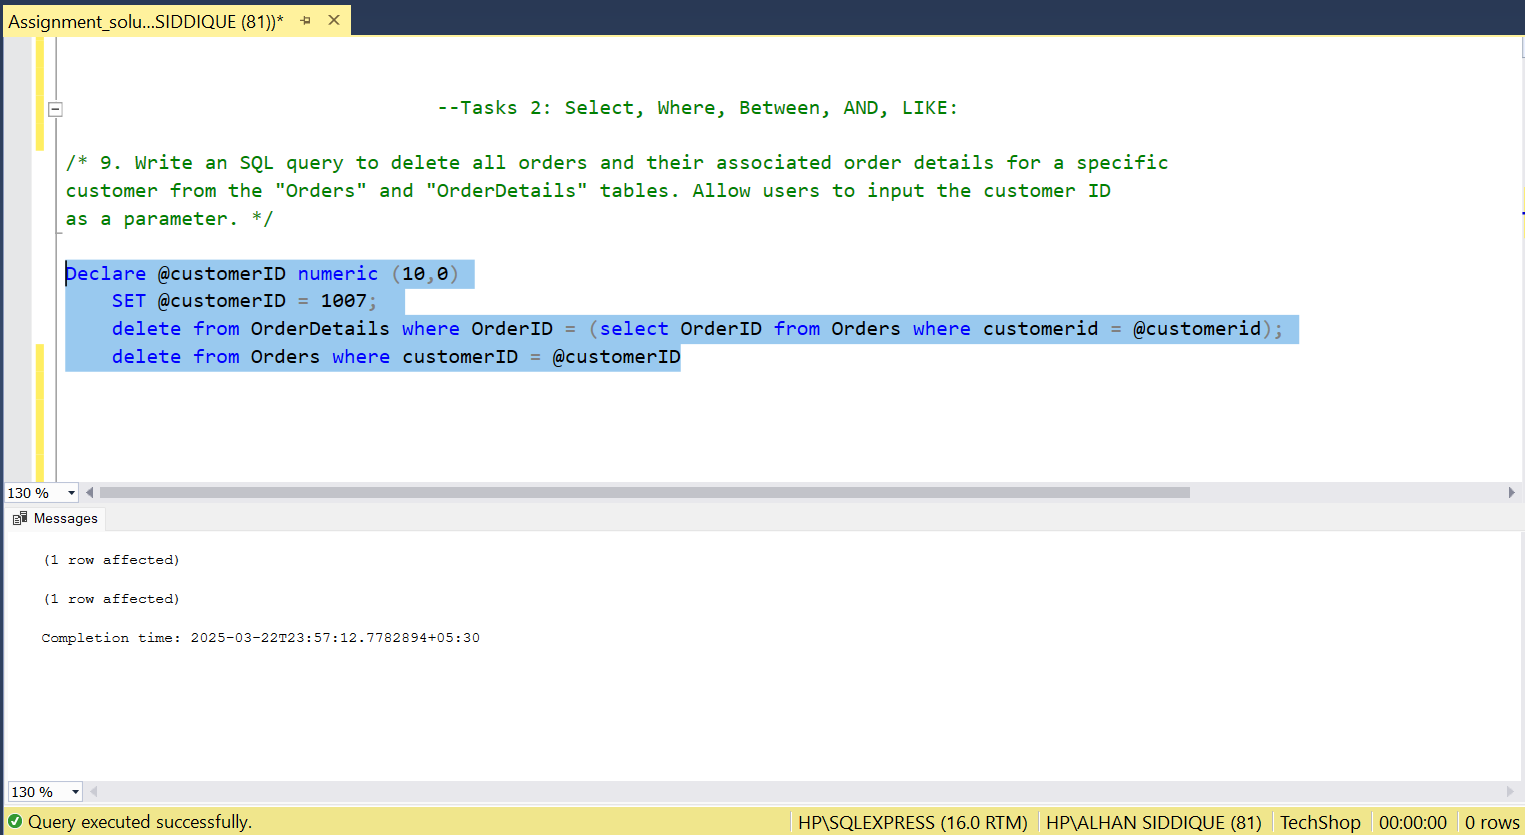 Assignment_solu...SIDDIQUE (81))*
--Tasks 2: Select, Where, Between, AND, LIKE:
/* 9. Write an SQL query to delete all orders and their associated order details for a specific
customer from the "Orders" and "OrderDetails" tables. Allow users to input the customer ID
as a parameter. */
Declare @customerID numeric (10,0)
SET @customerID = 1007;
delete from OrderDetails where OrderID = (select OrderID from Orders where customerid = @customerid);
delete from Orders where customerID = @customerID
130 %
Messages
(1 row affected)
(1 row affected)
Completion time: 2025-03-22T23:57:12.7782894+05:30
130 %
Query executed successfully.
HP\SQLEXPRESS (16.0 RTM)
HP\ALHAN SIDDIQUE (81)
TechShop
00:00:00
0 rows